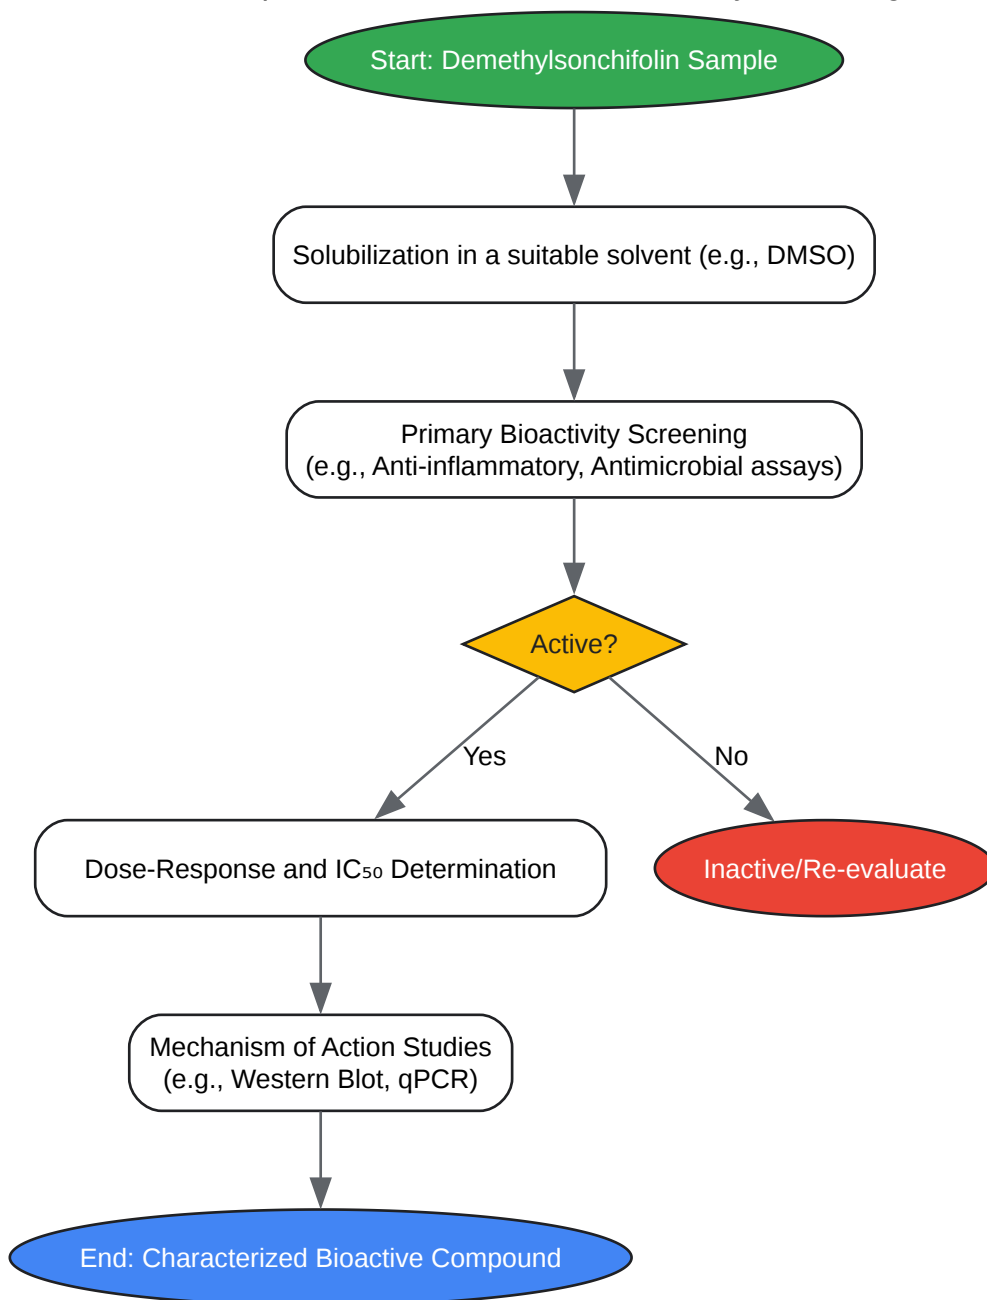 Start: Demethylsonchifolin Sample
Solubilization in a suitable solvent (e.g., DMSO)
Primary Bioactivity Screening
(e.g., Anti-inflammatory, Antimicrobial assays)
Active?
Yes
No
Dose-Response and IC₅₀ Determination
Inactive/Re-evaluate
Mechanism of Action Studies
(e.g., Western Blot, qPCR)
End: Characterized Bioactive Compound